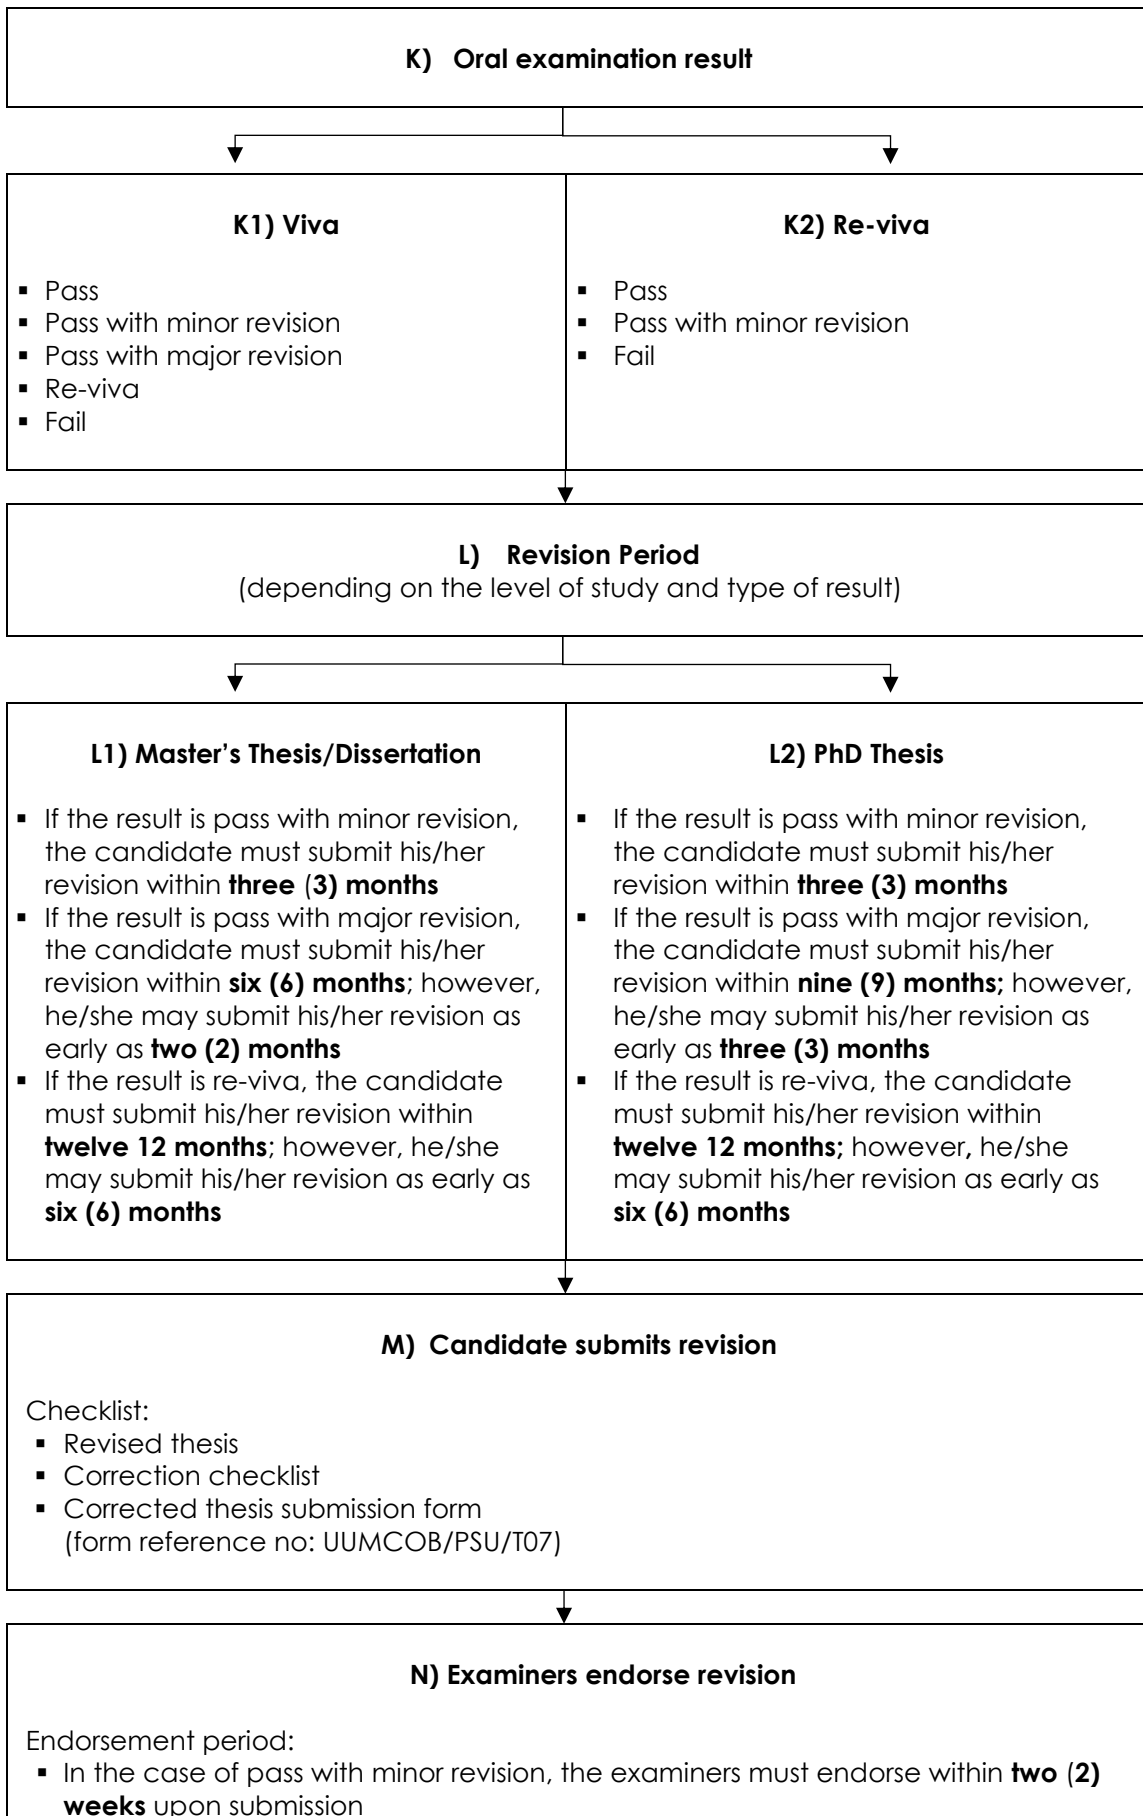 K) Oral examination result
K1) Viva
▪ Pass
▪ Pass with minor revision
▪ Pass with major revision
▪ Re-viva
▪ Fail
K2) Re-viva
▪ Pass
▪ Pass with minor revision
▪ Fail
L) Revision Period
(depending on the level of study and type of result)
L1) Master’s Thesis/Dissertation
▪ If the result is pass with minor revision,
the candidate must submit his/her
revision within three (3) months
▪ If the result is pass with major revision,
the candidate must submit his/her
revision within six (6) months; however,
he/she may submit his/her revision as
early as two (2) months
▪ If the result is re-viva, the candidate
must submit his/her revision within
twelve 12 months; however, he/she
may submit his/her revision as early as
six (6) months
L2) PhD Thesis
▪ If the result is pass with minor revision,
the candidate must submit his/her
revision within three (3) months
▪ If the result is pass with major revision,
the candidate must submit his/her
revision within nine (9) months; however,
he/she may submit his/her revision as
early as three (3) months
▪ If the result is re-viva, the candidate
must submit his/her revision within
twelve 12 months; however, he/she
may submit his/her revision as early as
six (6) months
M) Candidate submits revision
Checklist:
▪ Revised thesis
▪ Correction checklist
▪ Corrected thesis submission form
(form reference no: UUMCOB/PSU/T07)
N) Examiners endorse revision
Endorsement period:
▪ In the case of pass with minor revision, the examiners must endorse within two (2)
weeks upon submission